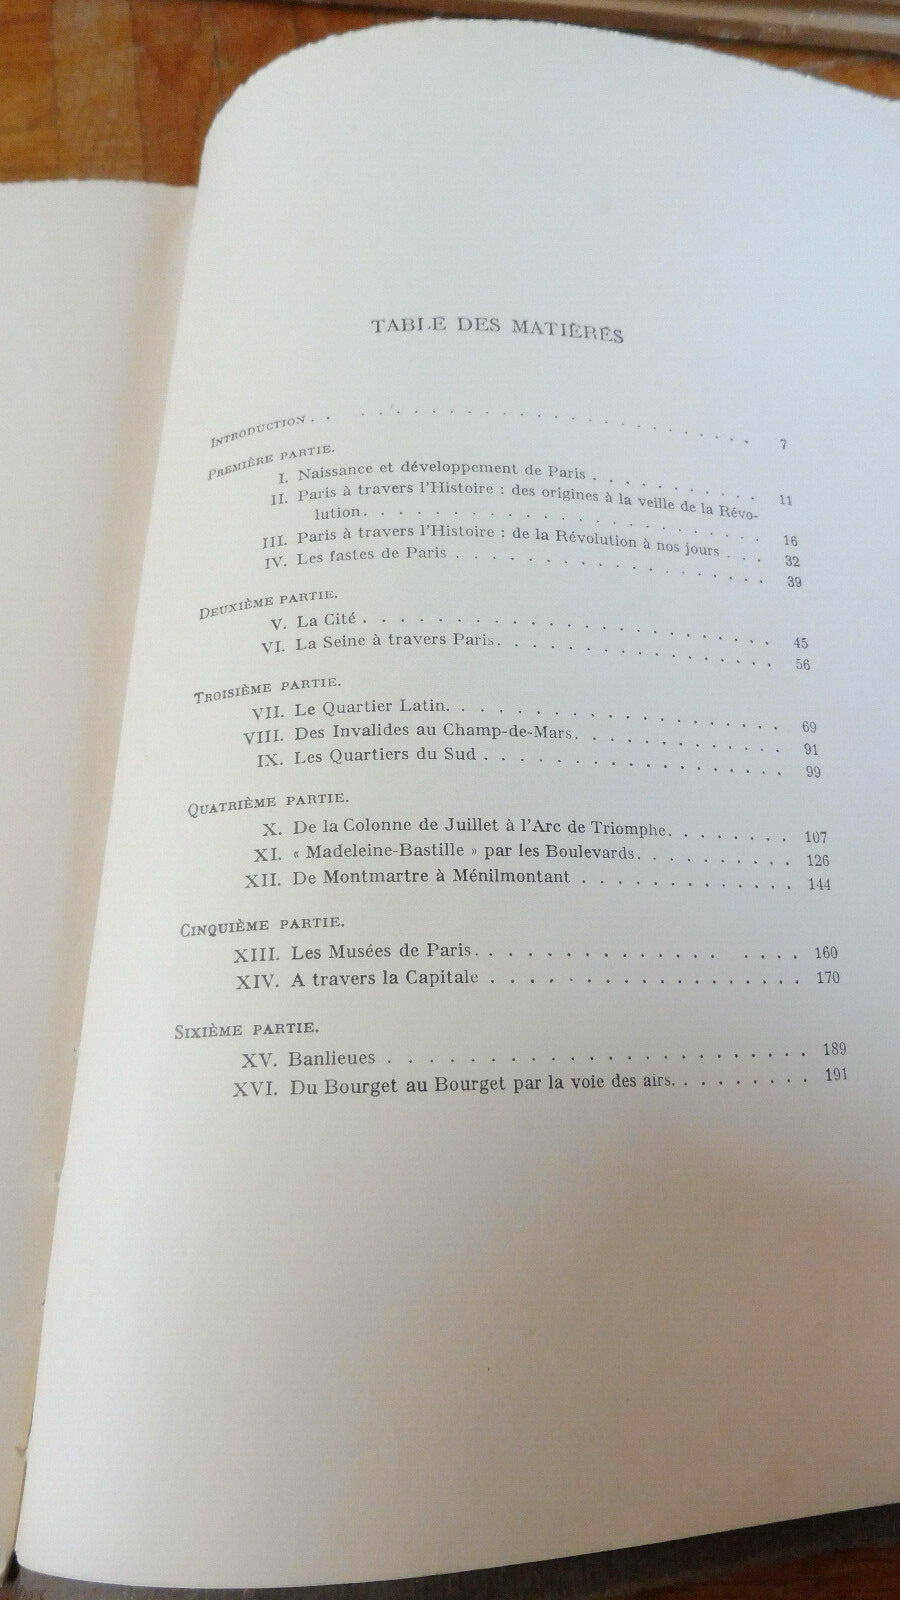 TABLE DES MATIÈRES
INTRODUCTION . . . . . . . . . . . . . . . . . . . . 7
PREMIÈRE PARTIE.
I. Naissance et développement de Paris . . . . . . . . . . 11
II. Paris à travers l'Histoire : des origines à la veille de la Révo-
lution. . . . . . . . . . . . . . . . . . . . . 16
III. Paris à travers l'Histoire : de la Révolution à nos jours . . . 32
IV. Les fastes de Paris . . . . . . . . . . . . . . . . . 39
DEUXIÈME PARTIE.
V. La Cité . . . . . . . . . . . . . . . . . . . . . 45
VI. La Seine à travers Paris. . . . . . . . . . . . . . . . 56
TROISIÈME PARTIE.
VII. Le Quartier Latin. . . . . . . . . . . . . . . . . . 69
VIII. Des Invalides au Champ-de-Mars. . . . . . . . . . . . 91
IX. Les Quartiers du Sud . . . . . . . . . . . . . . . . 99
QUATRIÈME PARTIE.
X. De la Colonne de Juillet à l'Arc de Triomphe. . . . . . . . 107
XI. « Madeleine-Bastille » par les Boulevards. . . . . . . . . 126
XII. De Montmartre à Ménilmontant . . . . . . . . . . . . . 144
CINQUIÈME PARTIE.
XIII. Les Musées de Paris. . . . . . . . . . . . . . . . . 160
XIV. A travers la Capitale . . . . . . . . . . . . . . . . . 170
SIXIÈME PARTIE.
XV. Banlieues . . . . . . . . . . . . . . . . . . . . . 189
XVI. Du Bourget au Bourget par la voie des airs. . . . . . . . 191